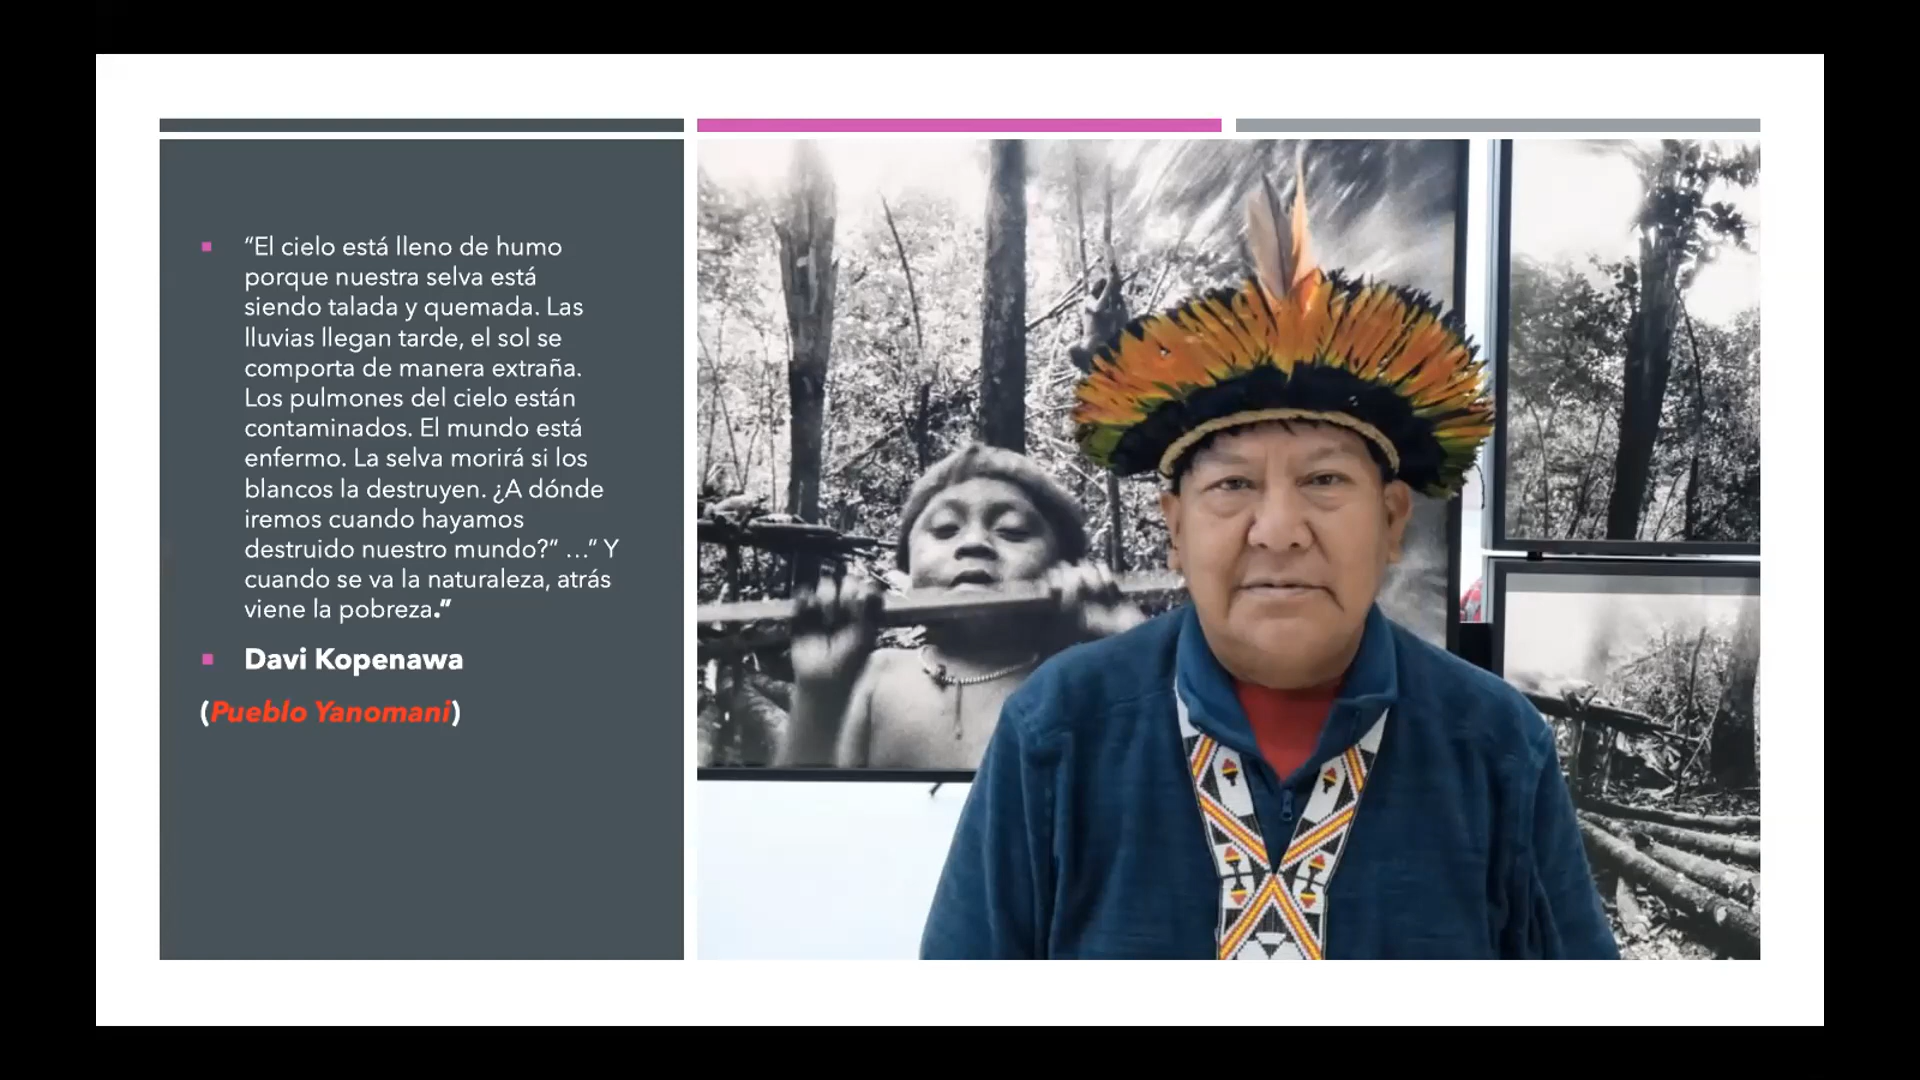 “El cielo está lleno de humo
porque nuestra selva está
siendo talada y quemada. Las
lluvias llegan tarde, el sol se
comporta de manera extraña.
Los pulmones del cielo están
contaminados. El mundo está
enfermo. La selva morirá si los
blancos la destruyen. ¿A dónde
iremos cuando hayamos
destruido nuestro mundo?” …” Y
cuando se va la naturaleza, atrás
viene la pobreza.”
Davi Kopenawa
(Pueblo Yanomani)